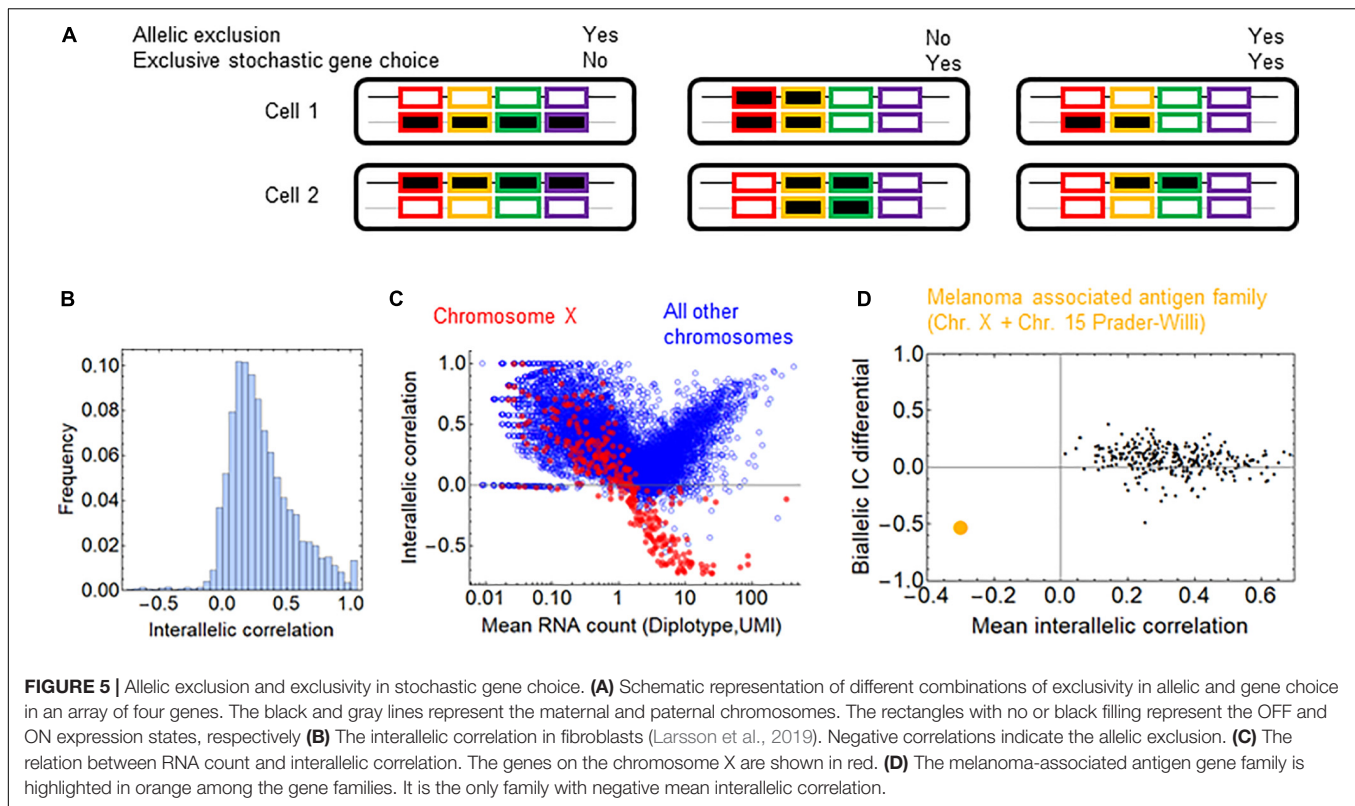 A
Allelic exclusion Yes No Yes
Exclusive stochastic gene choice No Yes Yes
Cell 1
Cell 2
B
0.10
0.08
0.06
0.04
0.02
0.00
Frequency
−0.5 0.0 0.5 1.0
Interallelic correlation
C
Chromosome X
All other
chromosomes
1.0
0.5
0.0
−0.5
Interallelic correlation
0.01 0.10 1 10 100
Mean RNA count (Diplotype,UMI)
D
Melanoma associated antigen family
(Chr. X + Chr. 15 Prader-Willi)
1.0
0.5
0.0
−0.5
−1.0
Biallelic IC differential
−0.4 −0.2 0.0 0.2 0.4 0.6
Mean interallelic correlation
FIGURE 5 | Allelic exclusion and exclusivity in stochastic gene choice. (A) Schematic representation of different combinations of exclusivity in allelic and gene choice
in an array of four genes. The black and gray lines represent the maternal and paternal chromosomes. The rectangles with no or black filling represent the OFF and
ON expression states, respectively (B) The interallelic correlation in fibroblasts (Larsson et al., 2019). Negative correlations indicate the allelic exclusion. (C) The
relation between RNA count and interallelic correlation. The genes on the chromosome X are shown in red. (D) The melanoma-associated antigen gene family is
highlighted in orange among the gene families. It is the only family with negative mean interallelic correlation.